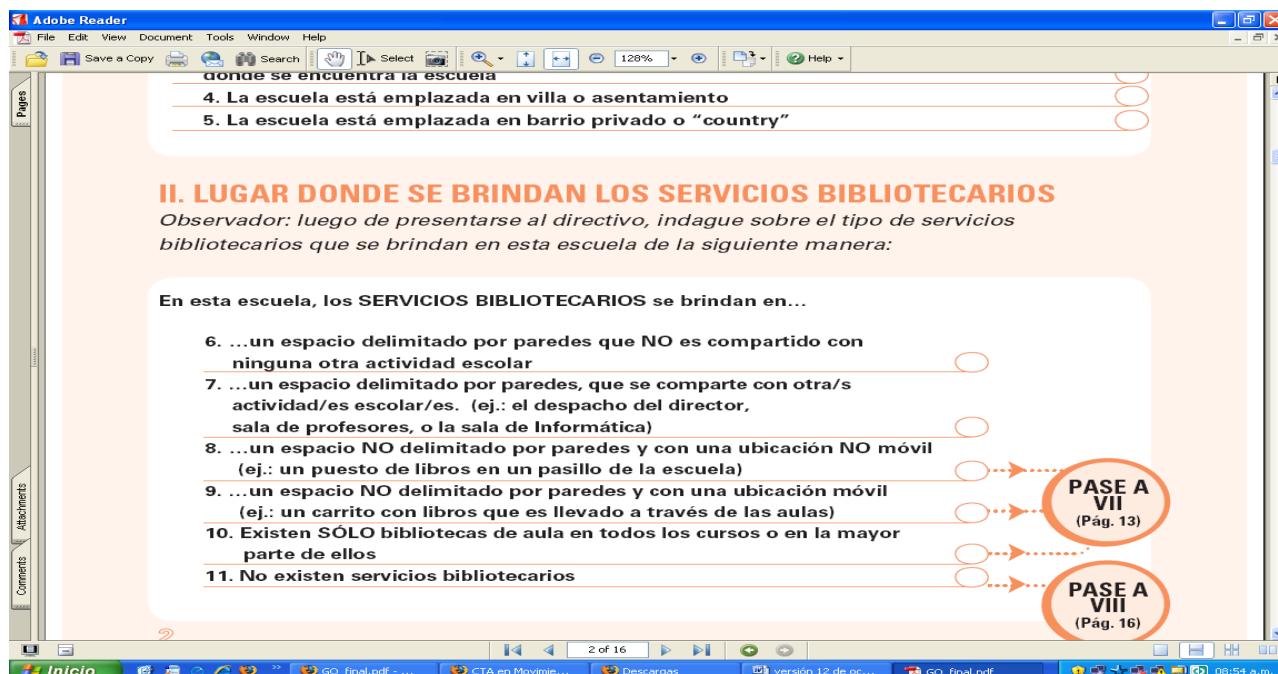 Adobe Reader
File Edit View Document Tools Window Help
Save a Copy Search Select 128% Help
donde se encuentra la escuela
4. La escuela está emplazada en villa o asentamiento
5. La escuela está emplazada en barrio privado o “country”
II. LUGAR DONDE SE BRINDAN LOS SERVICIOS BIBLIOTECARIOS
Observador: luego de presentarse al directivo, indague sobre el tipo de servicios
bibliotecarios que se brindan en esta escuela de la siguiente manera:
En esta escuela, los SERVICIOS BIBLIOTECARIOS se brindan en...
6. ...un espacio delimitado por paredes que NO es compartido con
ninguna otra actividad escolar
7. ...un espacio delimitado por paredes, que se comparte con otra/s
actividad/es escolar/es. (ej.: el despacho del director,
sala de profesores, o la sala de Informática)
8. ...un espacio NO delimitado por paredes y con una ubicación NO móvil
(ej.: un puesto de libros en un pasillo de la escuela)
9. ...un espacio NO delimitado por paredes y con una ubicación móvil
(ej.: un carrito con libros que es llevado a través de las aulas)
10. Existen SÓLO bibliotecas de aula en todos los cursos o en la mayor
parte de ellos
11. No existen servicios bibliotecarios
PASE A
VII
(Pág. 13)
PASE A
VIII
(Pág. 16)
2
Pages
Attachments
Comments
2 of 16
Inicio GO_final.pdf - ... CTA en Movimie... Descargas versión 12 de oc... GO_final.pdf 08:54 a.m.